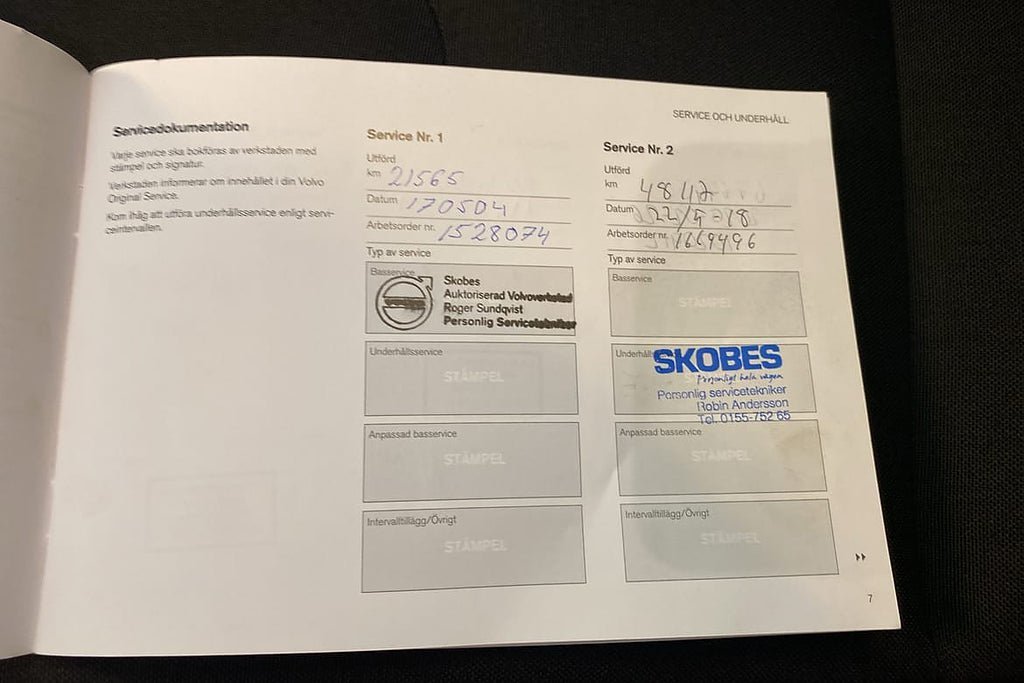 SERVICE OCH UNDERHÅLL
Servicedokumentation
Varje service ska bokföras av verkstaden med
stämpel och signatur.
Verkstaden informerar om innehållet i din Volvo
Original Service.
Kom ihåg att utföra underhållsservice enligt servi-
ceintervallen.
Service Nr. 1
Utförd
km 21565
Datum 170504
Arbetsorder nr. 1528074
Typ av service
Basservice
Skobes
Auktoriserad Volvoverkstad
Roger Sundqvist
Personlig Servicetekniker
Underhållsservice
STÄMPEL
Anpassad basservice
STÄMPEL
Intervalltillägg/Övrigt
STÄMPEL
Service Nr. 2
Utförd
km 48112
Datum 22/5-18
Arbetsorder nr. 1669496
Typ av service
Basservice
STÄMPEL
SKOBES
Personligt hela vägen
Personlig servicetekniker
Robin Andersson
Tel. 0155-752 65
Anpassad basservice
STÄMPEL
Intervalltillägg/Övrigt
STÄMPEL
7